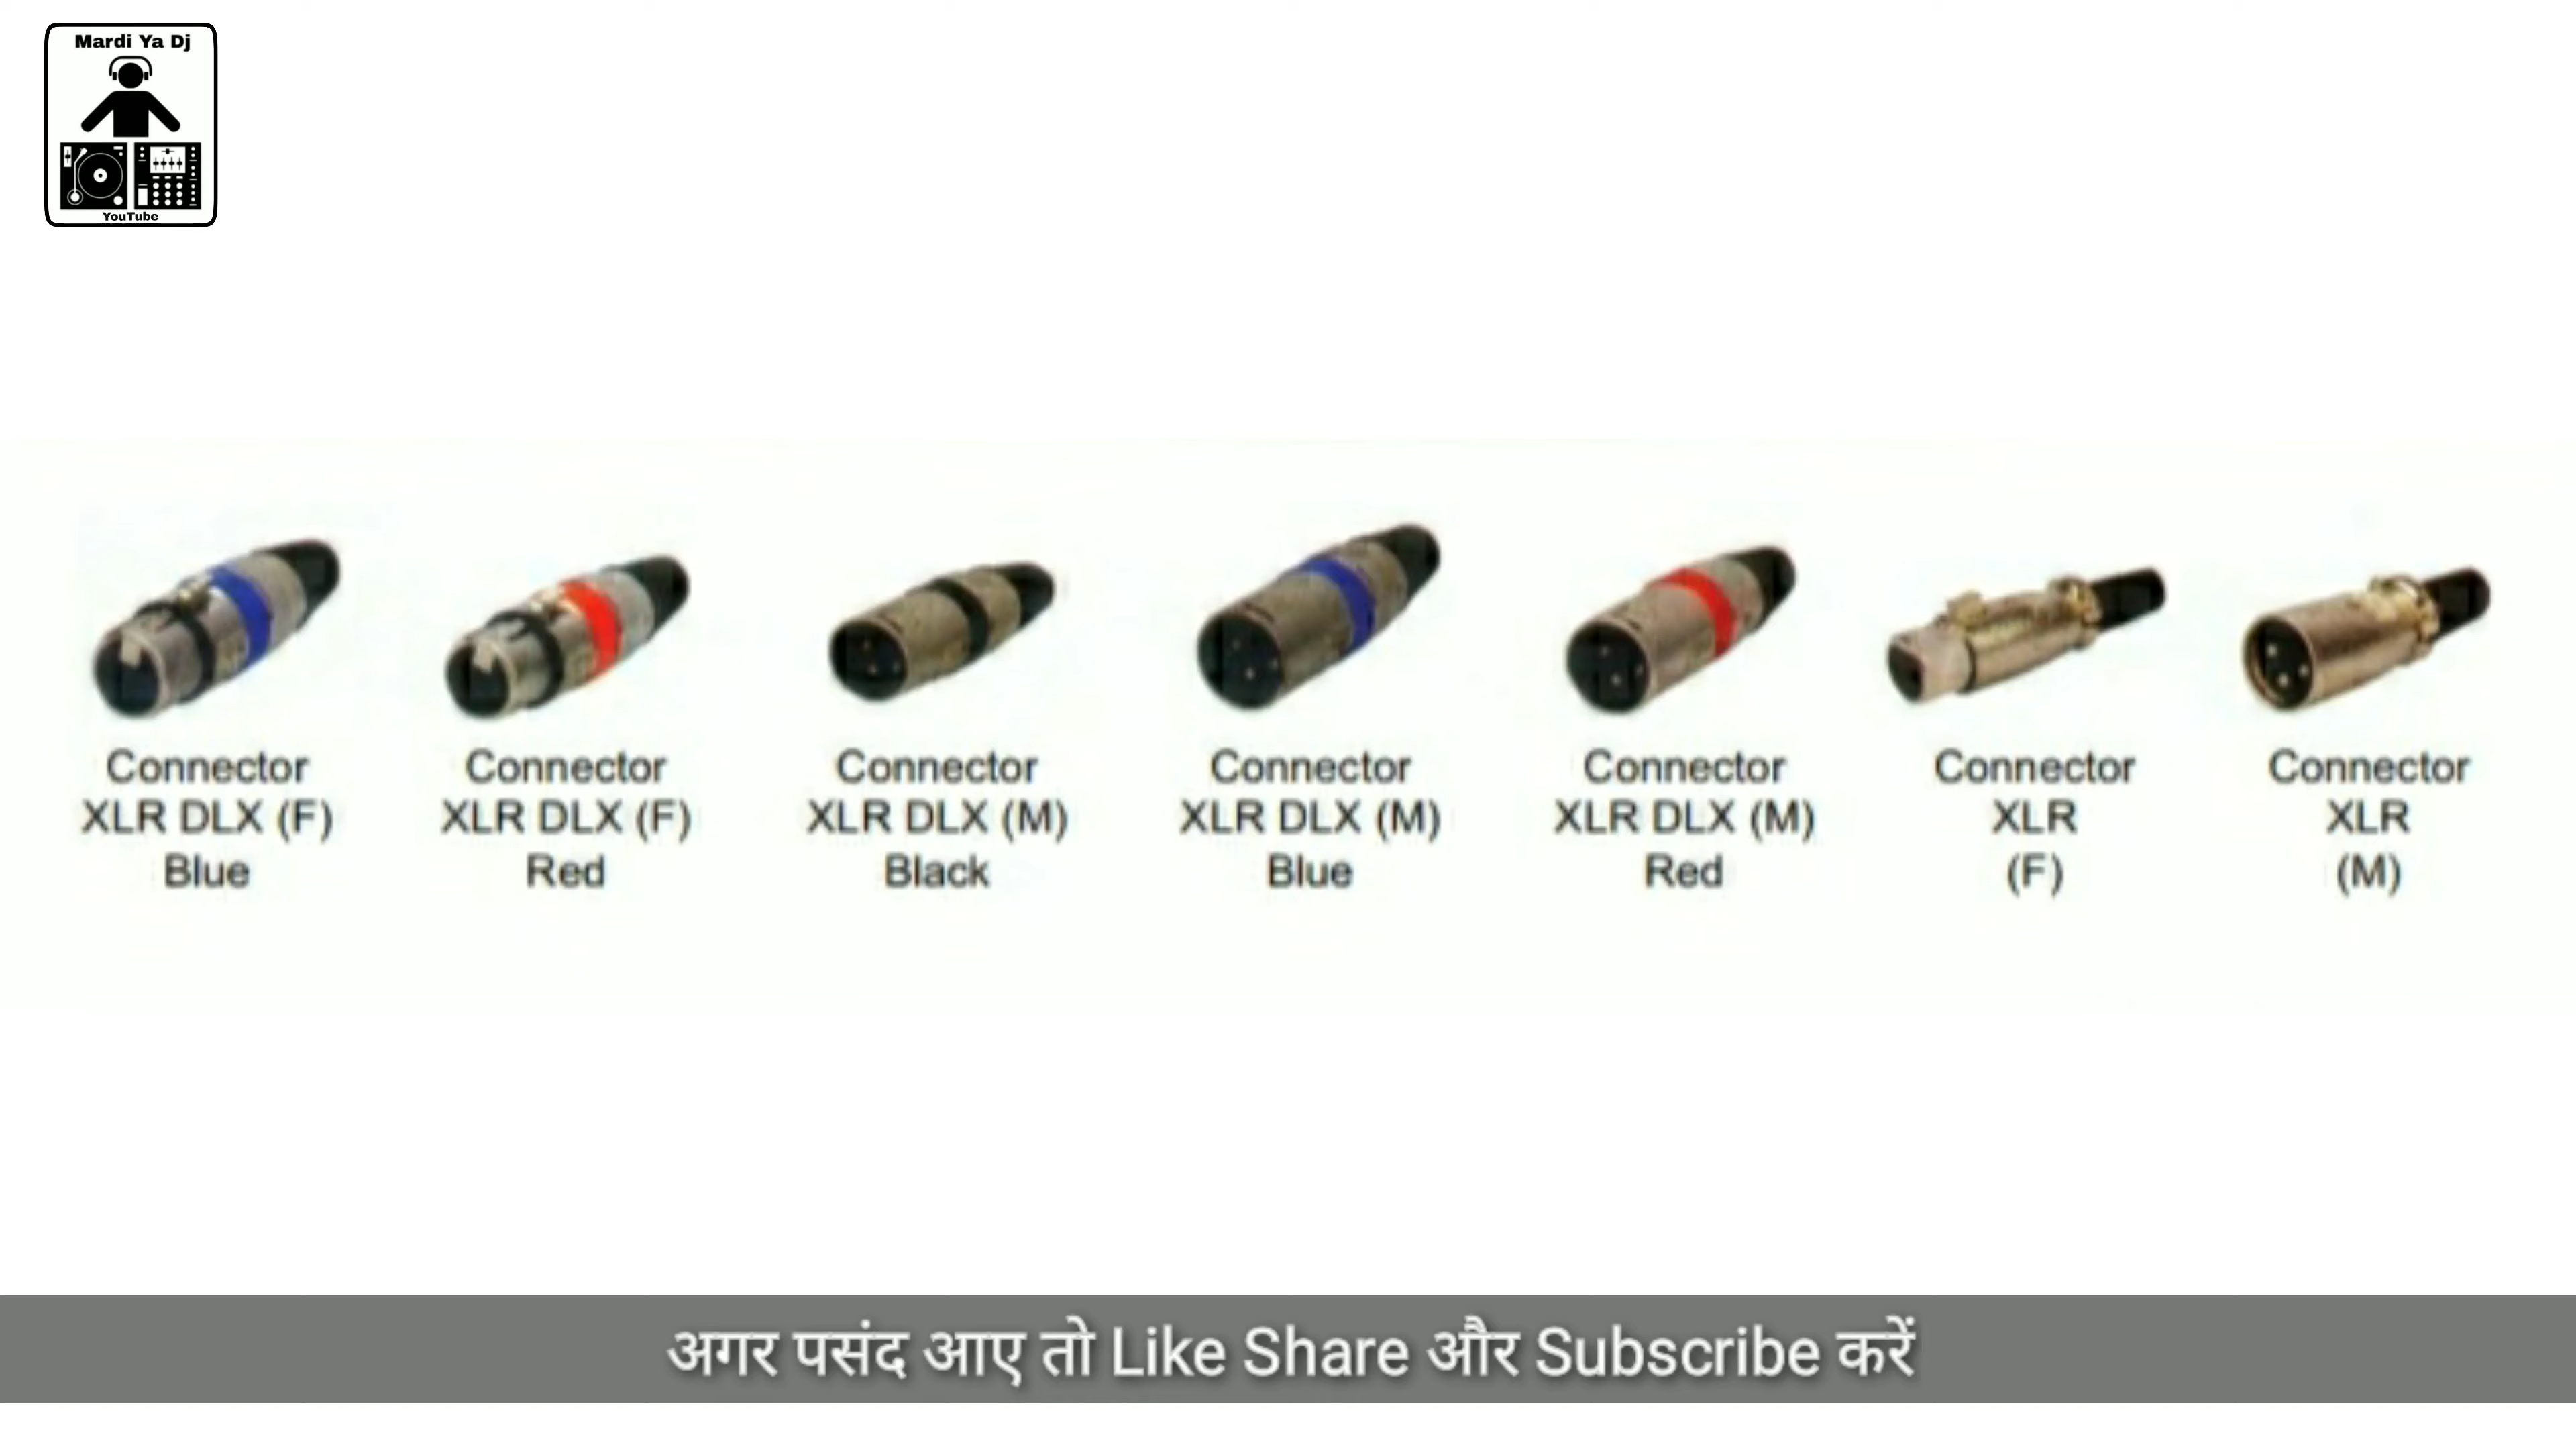 Mardi Ya Dj
YouTube
Connector
XLR DLX (F)
Blue
Connector
XLR DLX (F)
Red
Connector
XLR DLX (M)
Black
Connector
XLR DLX (M)
Blue
Connector
XLR DLX (M)
Red
Connector
XLR
(F)
Connector
XLR
(M)
अगर पसंद आए तो Like Share और Subscribe करें